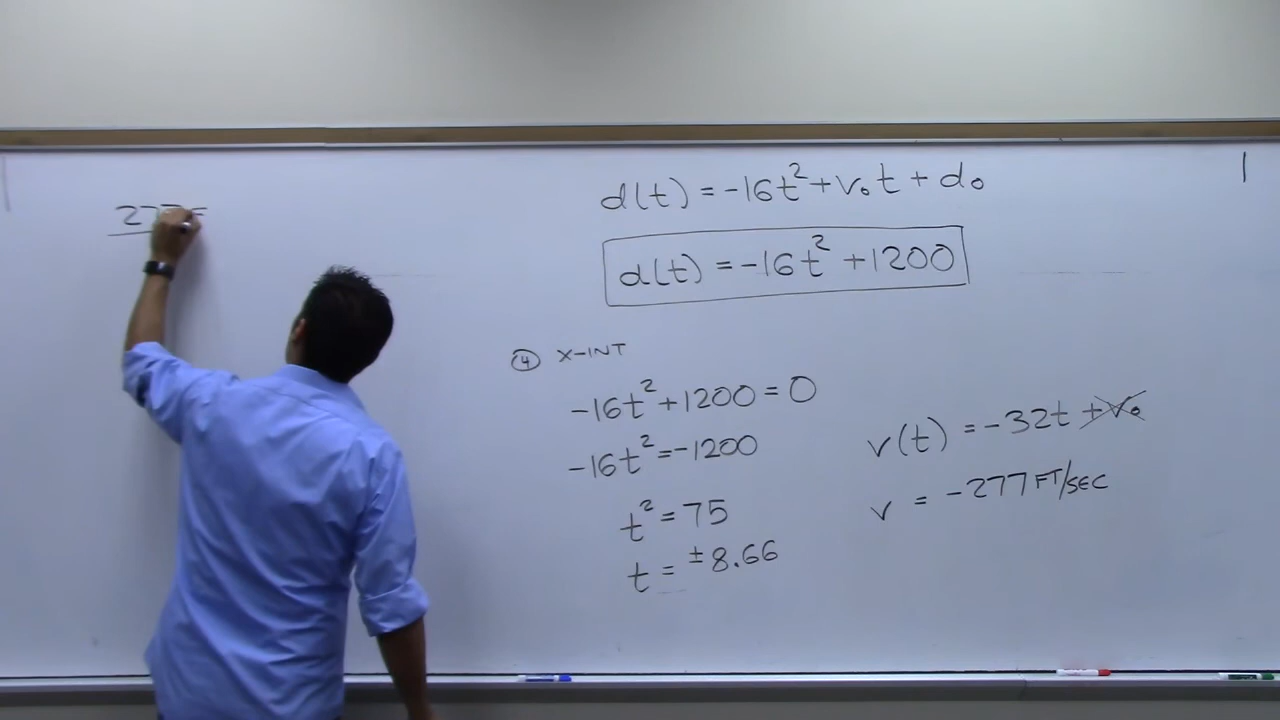 d(t) = -16t² + v₀t + d₀
d(t) = -16t² + 1200
④ X-INT
-16t² + 1200 = 0
-16t² = -1200
t² = 75
t = ±8.66
v(t) = -32t + v₀
v = -277 FT/SEC